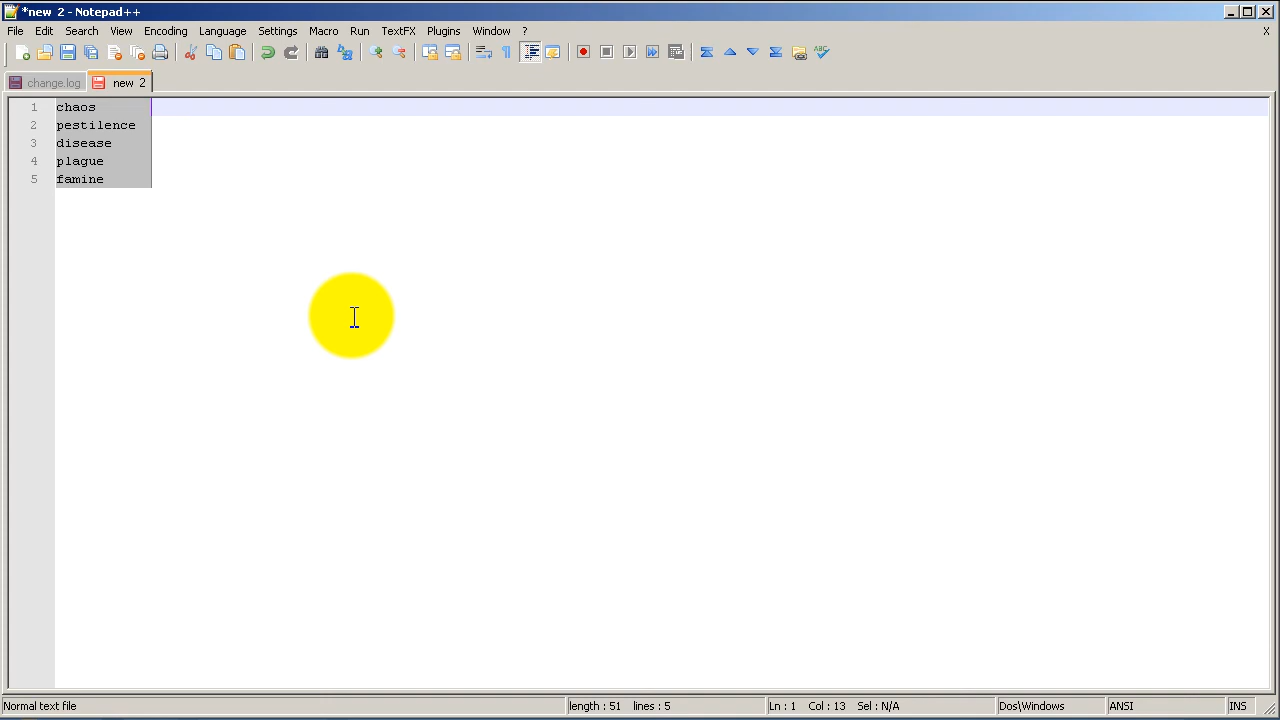 *new 2 - Notepad++
File Edit Search View Encoding Language Settings Macro Run TextFX Plugins Window ? X
change.log new 2
1 chaos
2 pestilence
3 disease
4 plague
5 famine
Normal text file length : 51 lines : 5 Ln : 1 Col : 13 Sel : N/A Dos\Windows ANSI INS